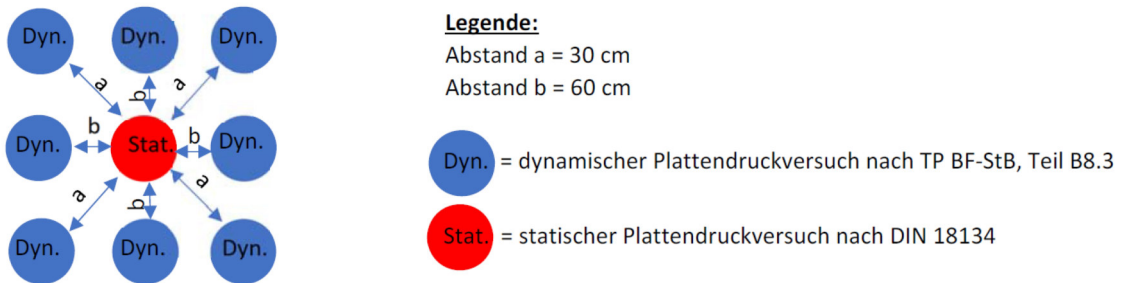 Dyn. Dyn. Dyn.
a b a
b Stat. b
Dyn. Dyn.
a b a
Dyn. Dyn. Dyn.
Legende:
Abstand a = 30 cm
Abstand b = 60 cm
Dyn. = dynamischer Plattendruckversuch nach TP BF-StB, Teil B8.3
Stat. = statischer Plattendruckversuch nach DIN 18134